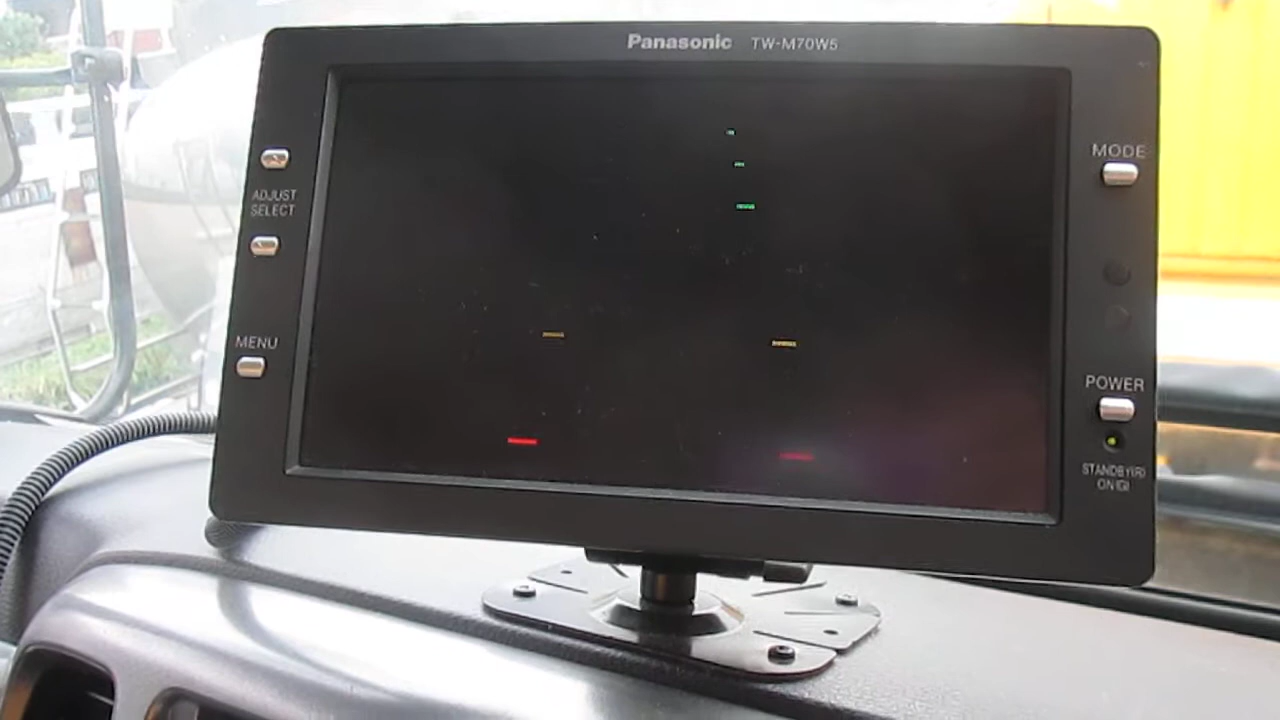 Panasonic TW-M70W5
ADJUST
SELECT
MENU
MODE
POWER
STANDBY(R)
ON(G)